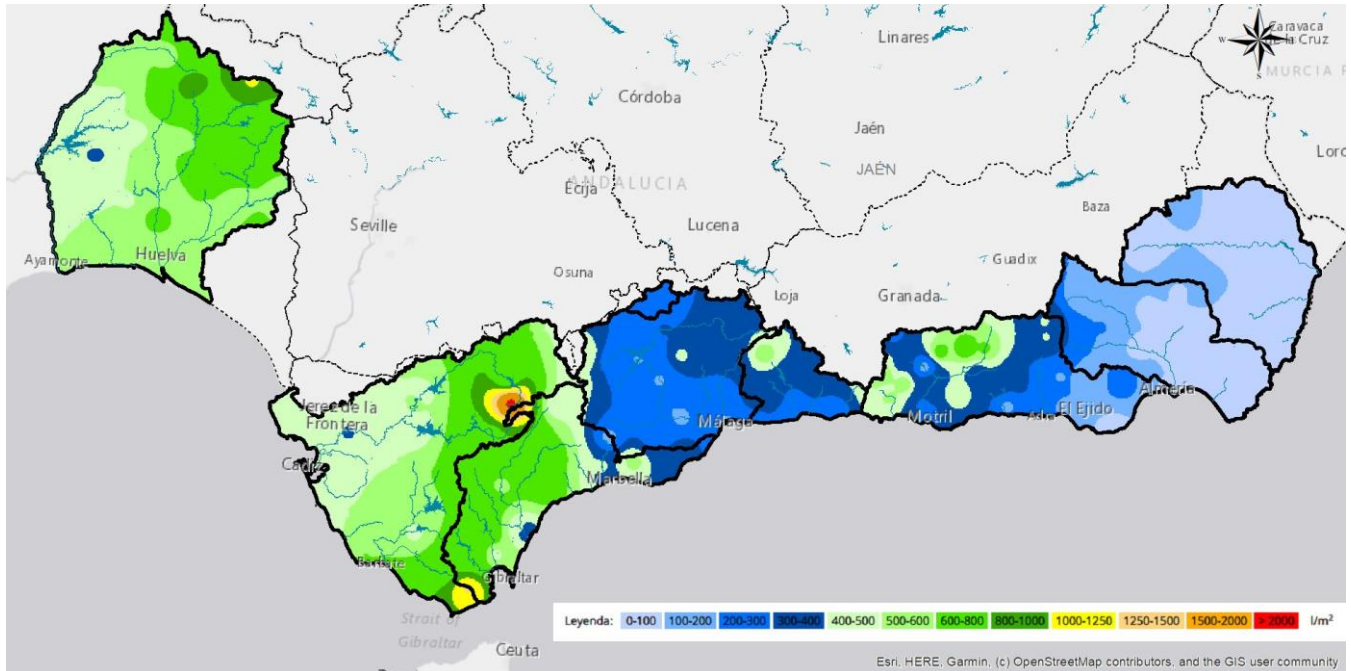 Linares
Zaravaca
de la Cruz
W
S
MURCIA R
Córdoba
Jaén
JAÉN
Lorc
Écija
ANDALUCIA
Baza
Seville
Lucena
Ayamonte
Huelva
Osuna
Loja
Guadix
Granada
Almería
Jerez de la
Frontera
Málaga
Motril
Adra
El Ejido
Cadiz
Marbella
Barbate
Gibraltar
Strait of
Gibraltar
Ceuta
Leyenda: 0-100 100-200 200-300 300-400 400-500 500-600 600-800 800-1000 1000-1250 1250-1500 1500-2000 > 2000 l/m²
Esri, HERE, Garmin, (c) OpenStreetMap contributors, and the GIS user community